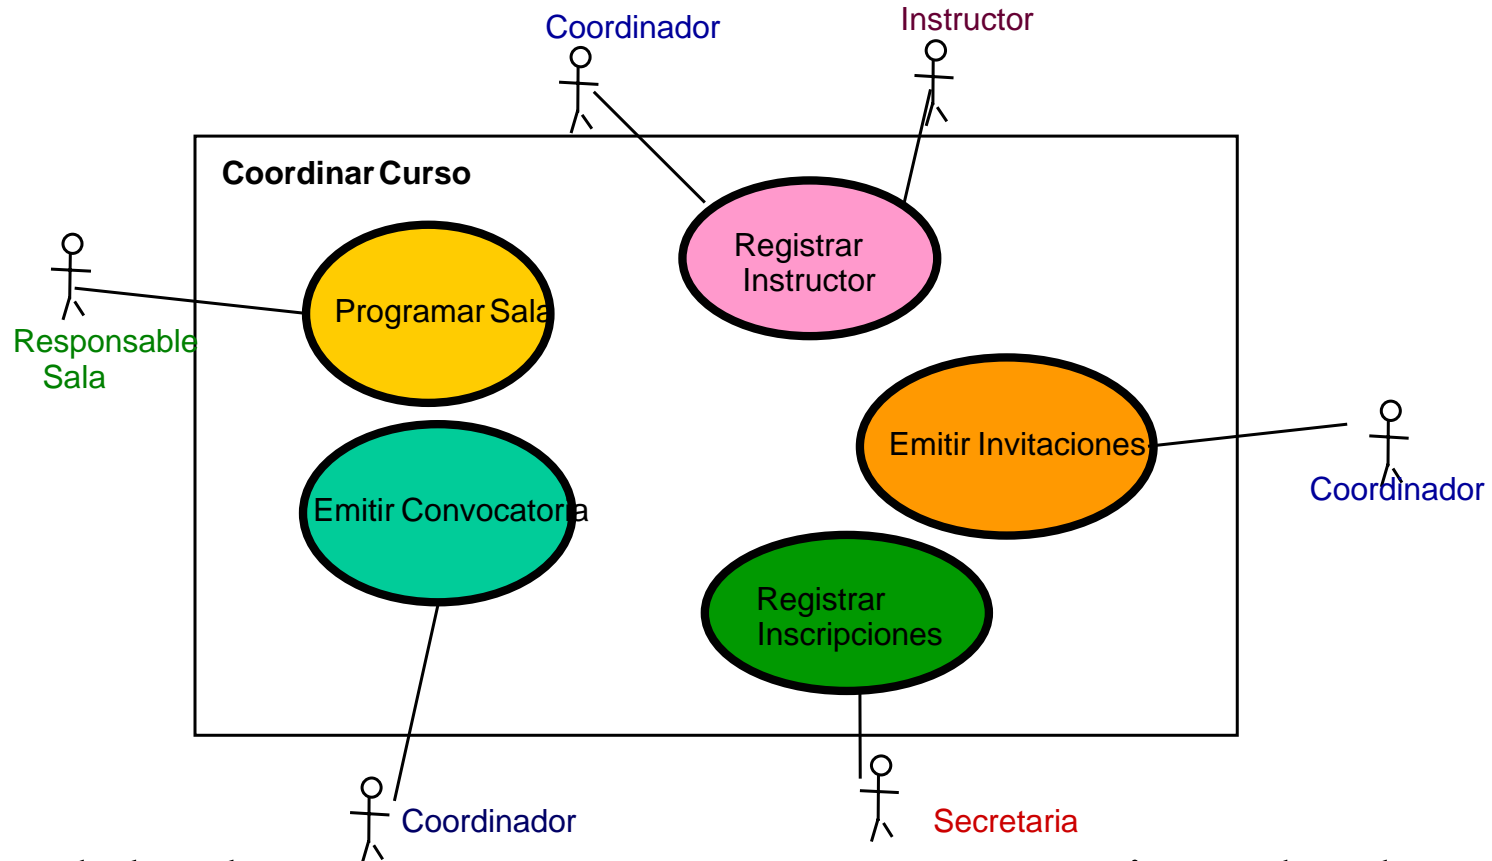 Coordinador
Instructor
Coordinar Curso
Registrar
Instructor
Programar Sala
Responsable
Sala
Emitir Invitaciones
Coordinador
Emitir Convocatoria
Registrar
Inscripciones
Coordinador
Secretaria